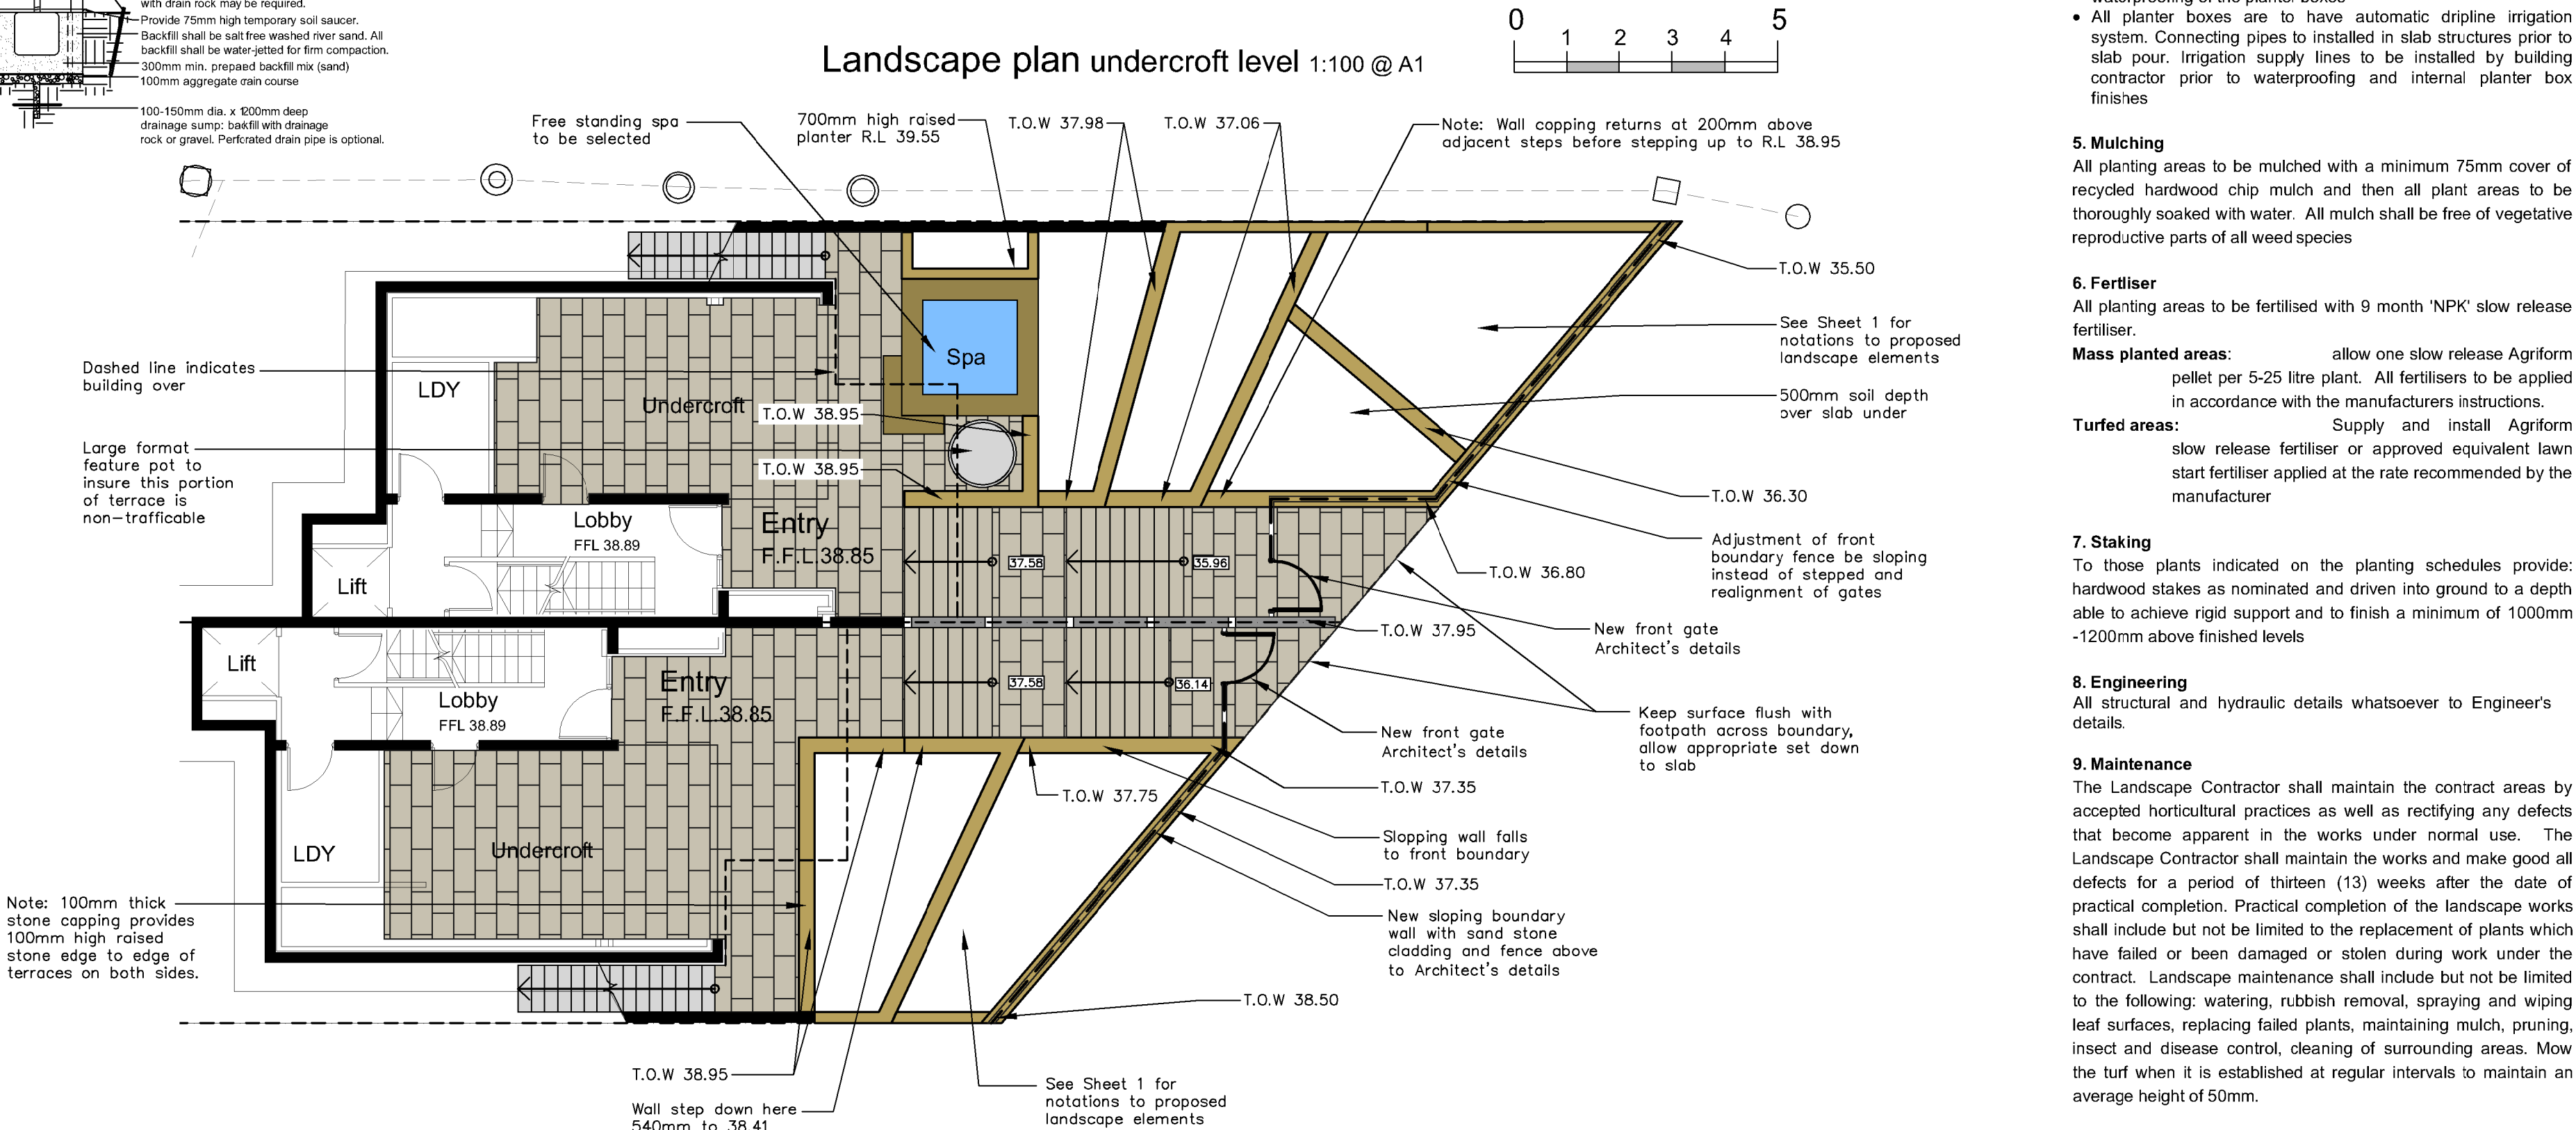 with drain rock may be required.
Provide 75mm high temporary soil saucer.
Backfill shall be salt free washed river sand. All
backfill shall be water-jetted for firm compaction.
300mm min. prepaed backfill mix (sand)
100mm aggregate drain course
100-150mm dia. x 1200mm deep
drainage sump: backfill with drainage
rock or gravel. Perforated drain pipe is optional.
Landscape plan undercroft level 1:100 @ A1
0 1 2 3 4 5
Free standing spa
to be selected
700mm high raised
planter R.L 39.55
T.O.W 37.98
T.O.W 37.06
Note: Wall copping returns at 200mm above
adjacent steps before stepping up to R.L 38.95
T.O.W 35.50
See Sheet 1 for
notations to proposed
landscape elements
500mm soil depth
over slab under
T.O.W 36.30
Adjustment of front
boundary fence be sloping
instead of stepped and
realignment of gates
T.O.W 36.80
New front gate
Architect's details
T.O.W 37.95
Keep surface flush with
footpath across boundary,
allow appropriate set down
to slab
New front gate
Architect's details
T.O.W 37.35
T.O.W 37.75
Slopping wall falls
to front boundary
T.O.W 37.35
New sloping boundary
wall with sand stone
cladding and fence above
to Architect's details
T.O.W 38.50
See Sheet 1 for
notations to proposed
landscape elements
T.O.W 38.95
Wall step down here
540mm to 38.41
Dashed line indicates
building over
Large format
feature pot to
insure this portion
of terrace is
non-trafficable
Note: 100mm thick
stone capping provides
100mm high raised
stone edge to edge of
terraces on both sides.
LDY
Undercroft
Spa
T.O.W 38.95
T.O.W 38.95
Lobby
FFL 38.89
Entry
F.F.L.38.85
Lift
37.58
35.96
Lift
Lobby
FFL 38.89
Entry
F.F.L.38.85
37.58
36.14
LDY
Undercroft
waterproofing of the planter boxes
• All planter boxes are to have automatic dripline irrigation
system. Connecting pipes to installed in slab structures prior to
slab pour. Irrigation supply lines to be installed by building
contractor prior to waterproofing and internal planter box
finishes
5. Mulching
All planting areas to be mulched with a minimum 75mm cover of
recycled hardwood chip mulch and then all plant areas to be
thoroughly soaked with water. All mulch shall be free of vegetative
reproductive parts of all weed species
6. Fertliser
All planting areas to be fertilised with 9 month 'NPK' slow release
fertiliser.
Mass planted areas: allow one slow release Agriform
pellet per 5-25 litre plant. All fertilisers to be applied
in accordance with the manufacturers instructions.
Turfed areas: Supply and install Agriform
slow release fertiliser or approved equivalent lawn
start fertiliser applied at the rate recommended by the
manufacturer
7. Staking
To those plants indicated on the planting schedules provide:
hardwood stakes as nominated and driven into ground to a depth
able to achieve rigid support and to finish a minimum of 1000mm
-1200mm above finished levels
8. Engineering
All structural and hydraulic details whatsoever to Engineer's
details.
9. Maintenance
The Landscape Contractor shall maintain the contract areas by
accepted horticultural practices as well as rectifying any defects
that become apparent in the works under normal use. The
Landscape Contractor shall maintain the works and make good all
defects for a period of thirteen (13) weeks after the date of
practical completion. Practical completion of the landscape works
shall include but not be limited to the replacement of plants which
have failed or been damaged or stolen during work under the
contract. Landscape maintenance shall include but not be limited
to the following: watering, rubbish removal, spraying and wiping
leaf surfaces, replacing failed plants, maintaining mulch, pruning,
insect and disease control, cleaning of surrounding areas. Mow
the turf when it is established at regular intervals to maintain an
average height of 50mm.